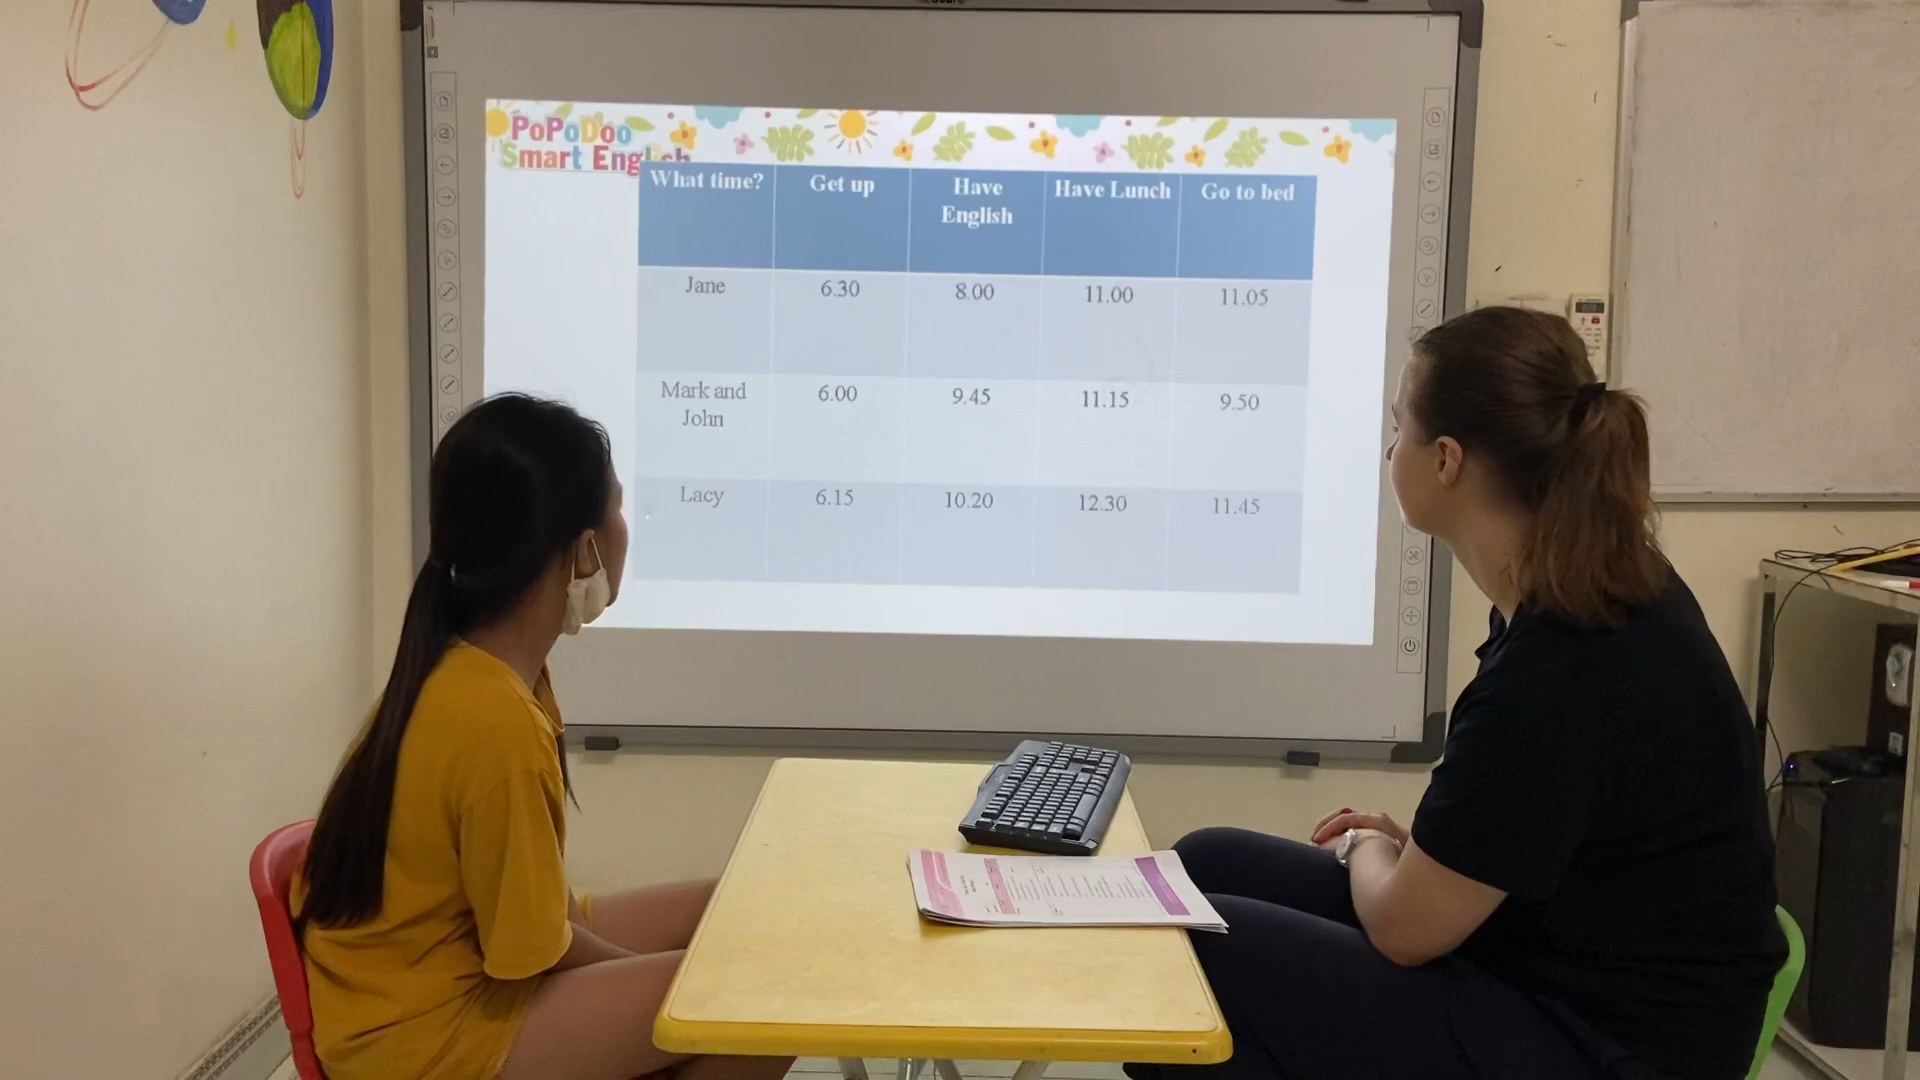 PoPoDoo
Smart English
What time? Get up Have English Have Lunch Go to bed
Jane 6.30 8.00 11.00 11.05
Mark and John 6.00 9.45 11.15 9.50
Lacy 6.15 10.20 12.30 11.45